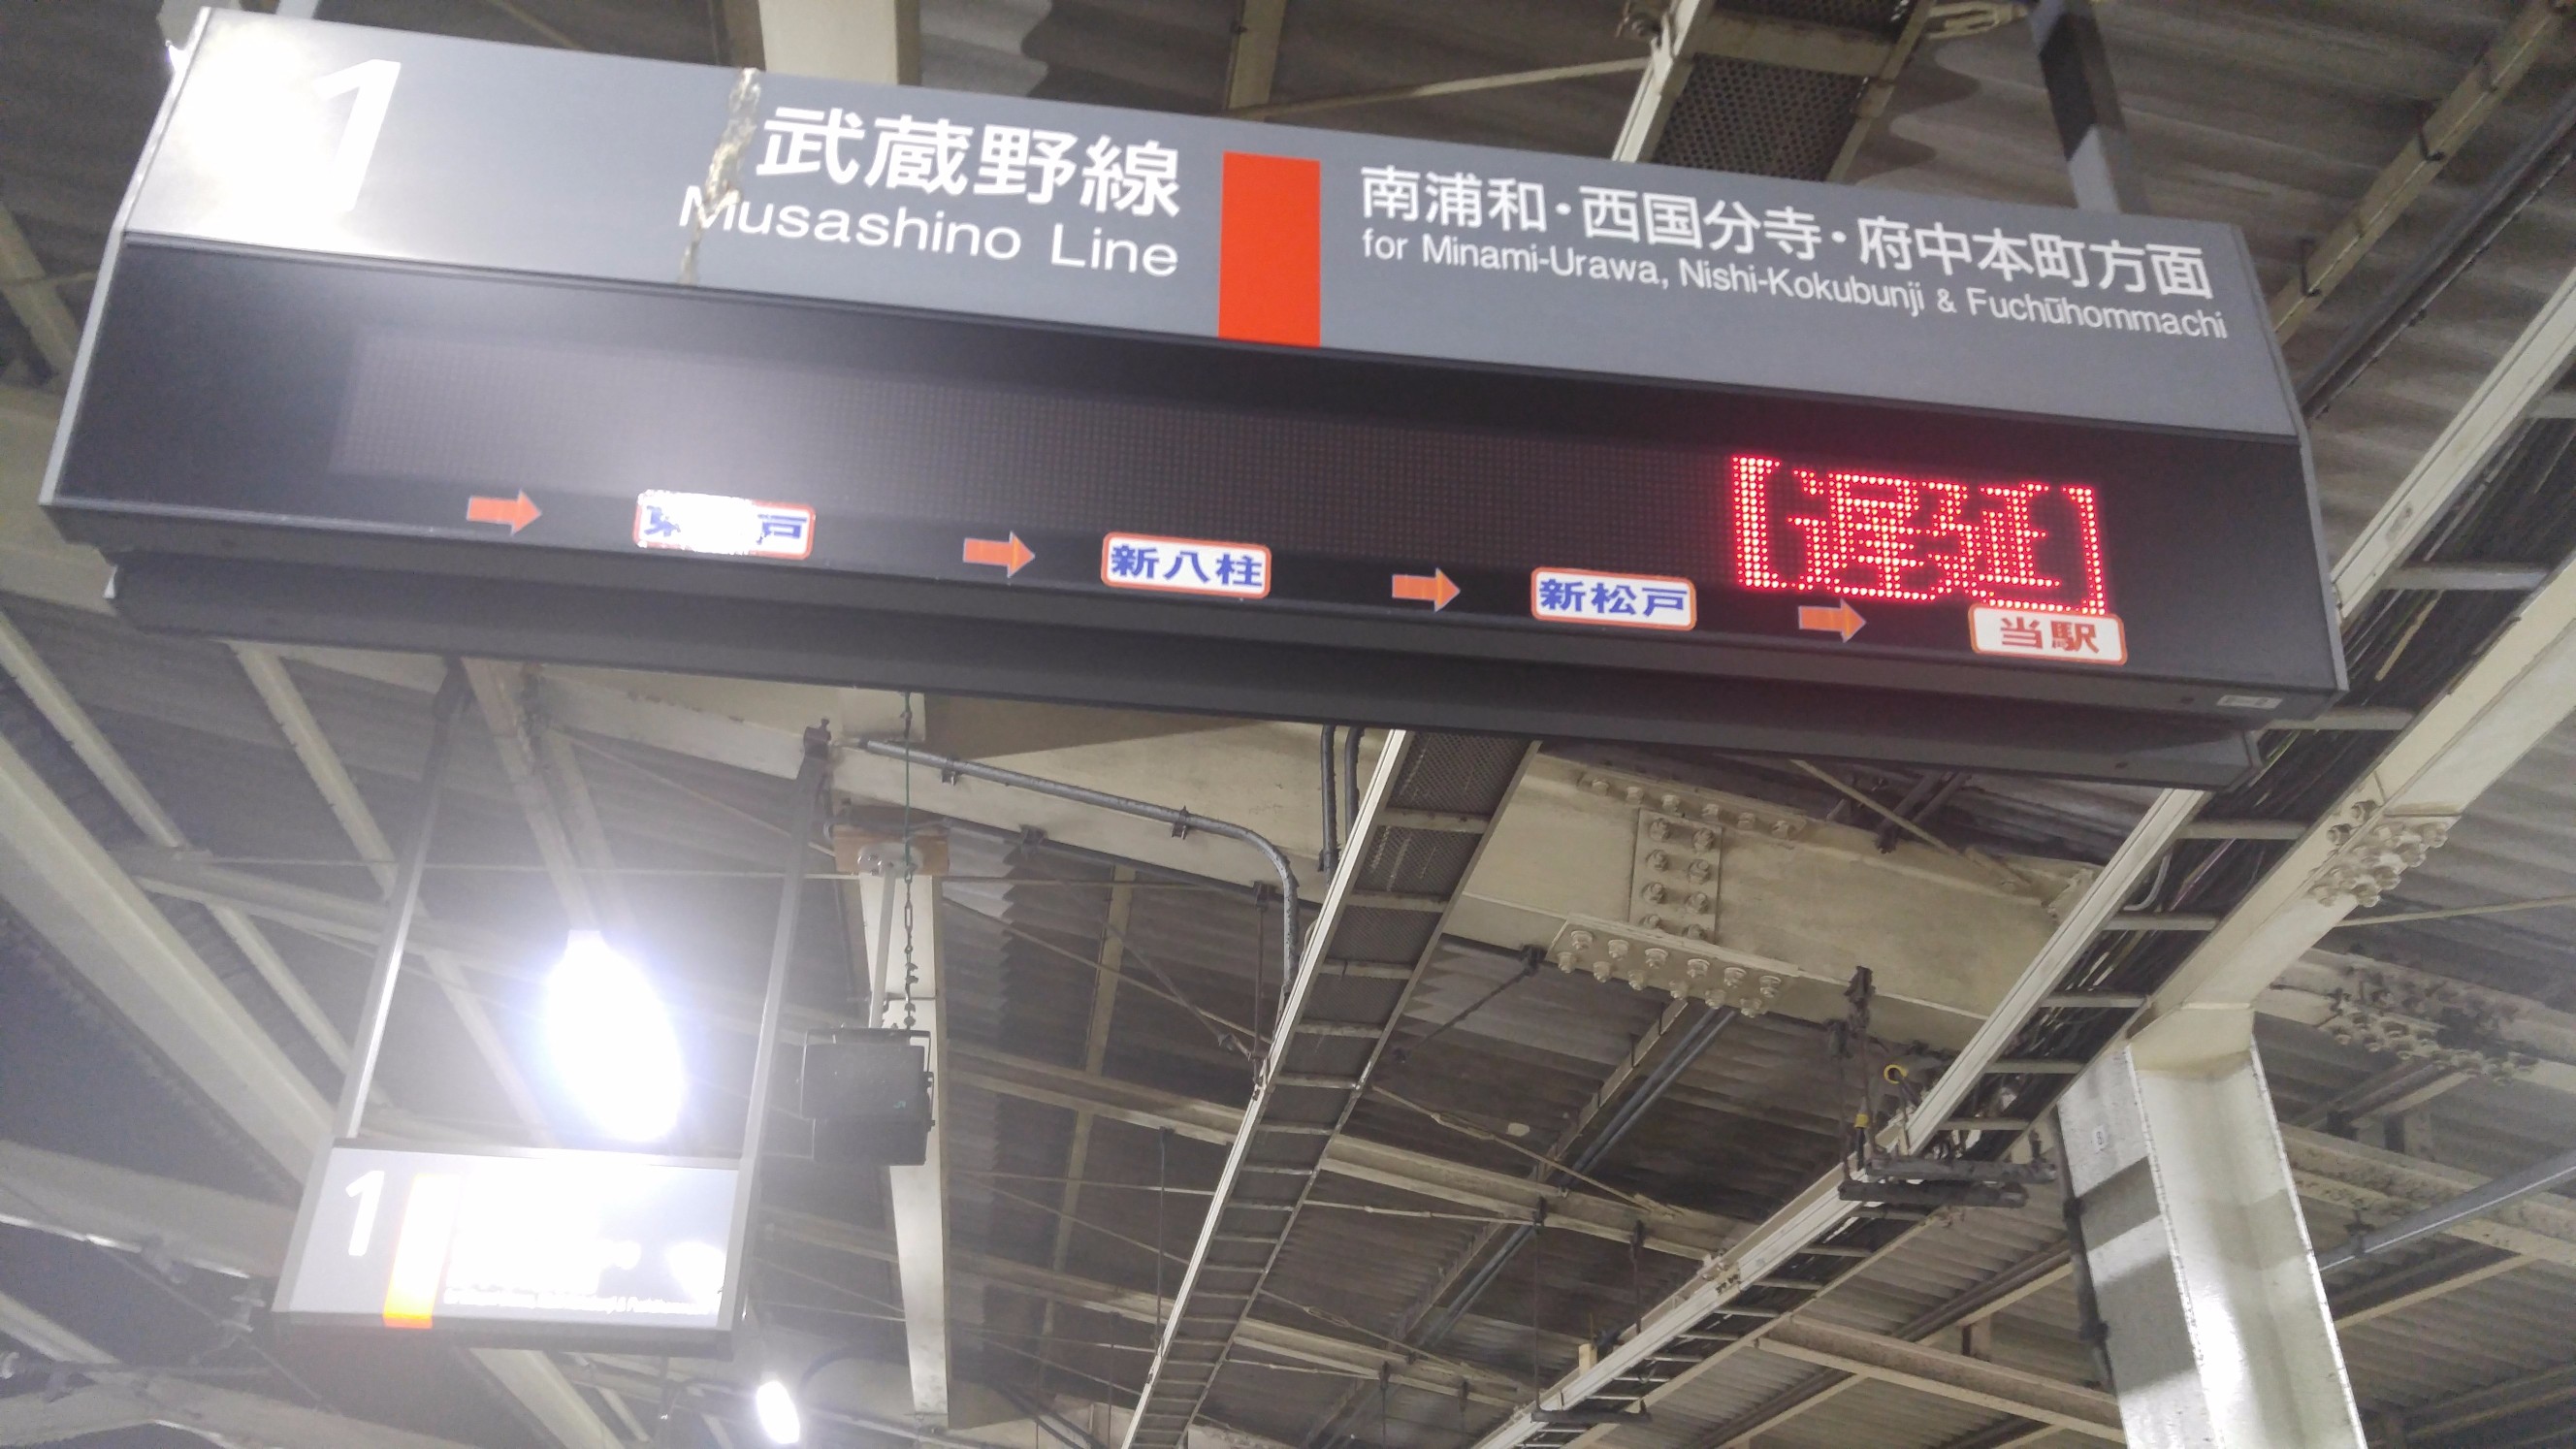 1
武蔵野線
Musashino Line
南浦和・西国分寺・府中本町方面
for Minami-Urawa, Nishi-Kokubunji & Fuchūhommachi
【遅延】
新八柱
新松戸
当駅
1